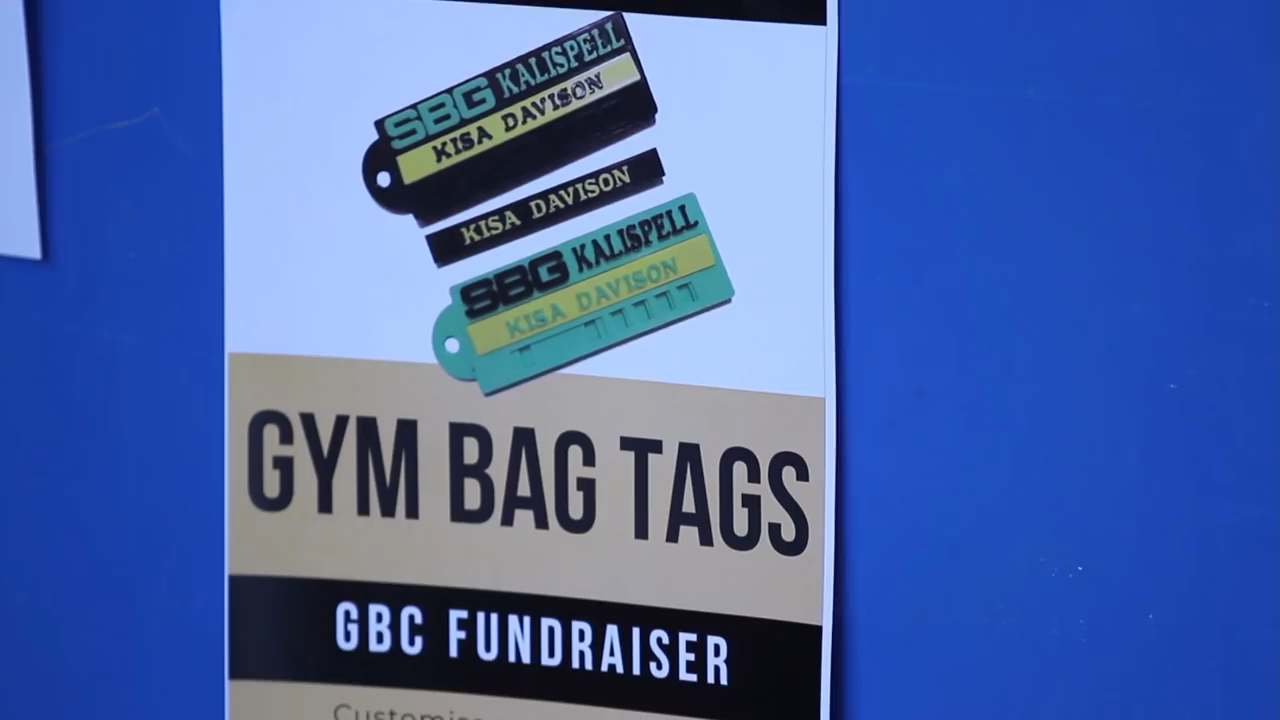 SBG KALISPELL
KISA DAVISON
KISA DAVISON
SBG KALISPELL
KISA DAVISON
GYM BAG TAGS
GBC FUNDRAISER